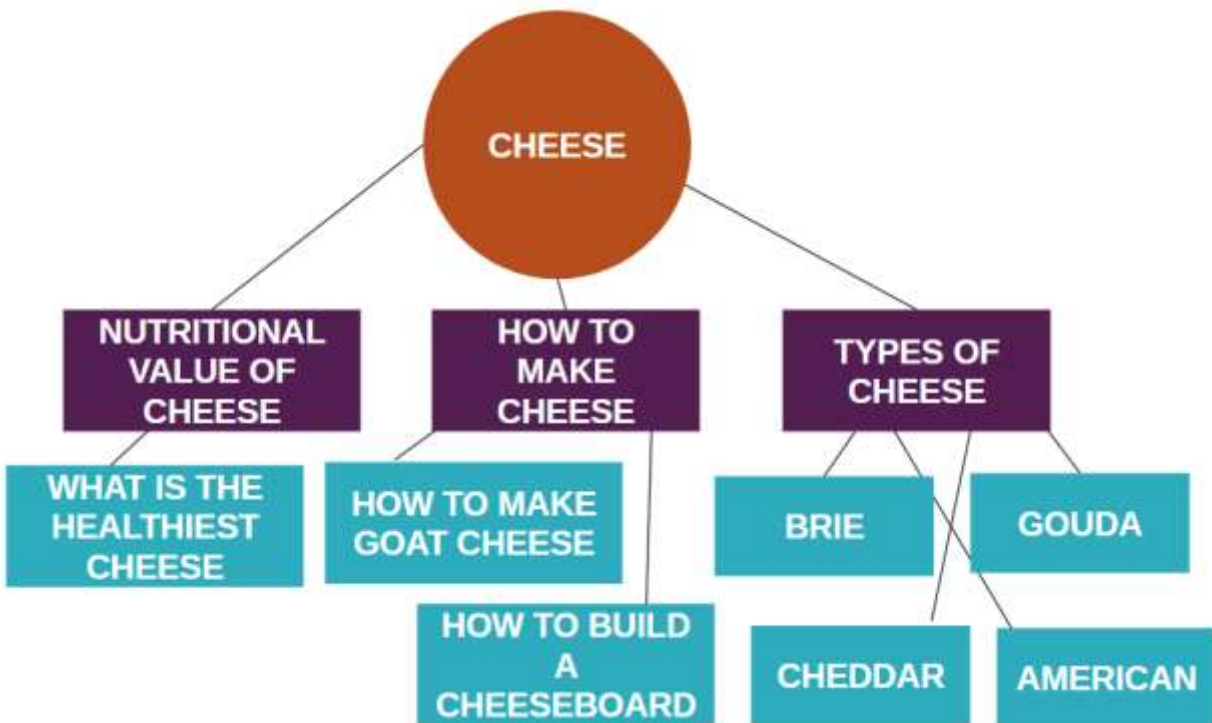 CHEESE
NUTRITIONAL
VALUE OF
CHEESE
HOW TO
MAKE
CHEESE
TYPES OF
CHEESE
WHAT IS THE
HEALTHIEST
CHEESE
HOW TO MAKE
GOAT CHEESE
BRIE
GOUDA
HOW TO BUILD
A
CHEESEBOARD
CHEDDAR
AMERICAN